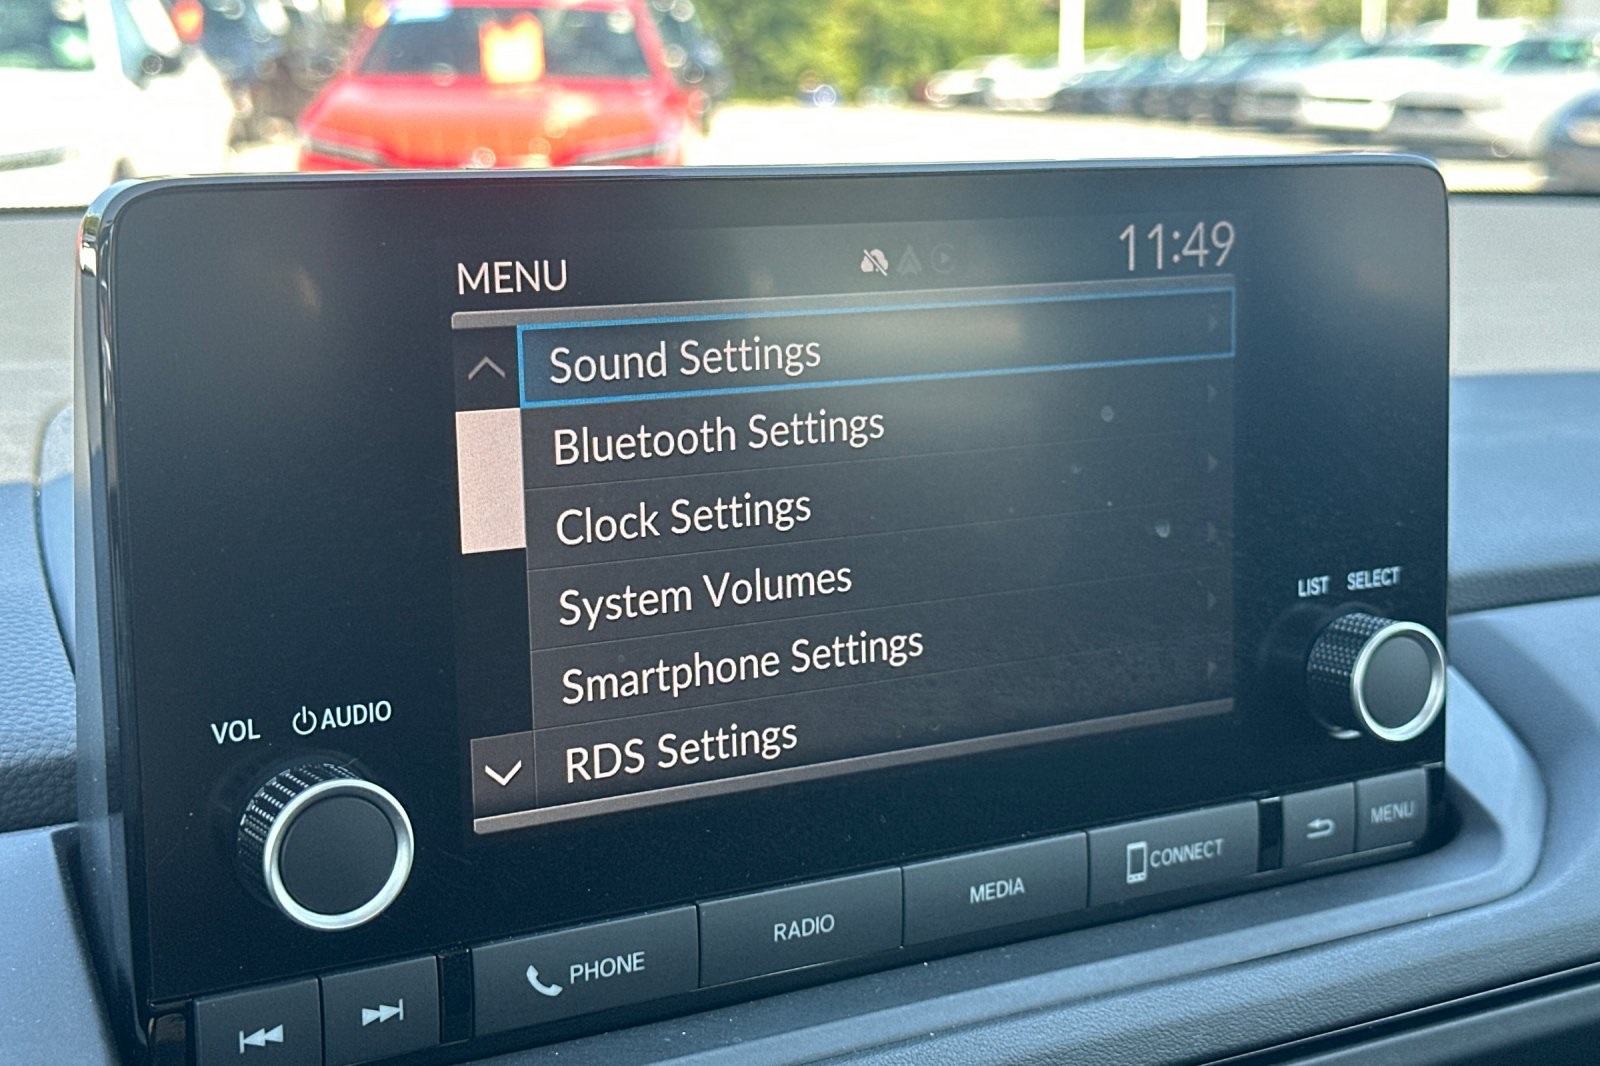 MENU
11:49
Sound Settings
Bluetooth Settings
Clock Settings
System Volumes
Smartphone Settings
RDS Settings
LIST SELECT
VOL AUDIO
PHONE
RADIO
MEDIA
CONNECT
MENU